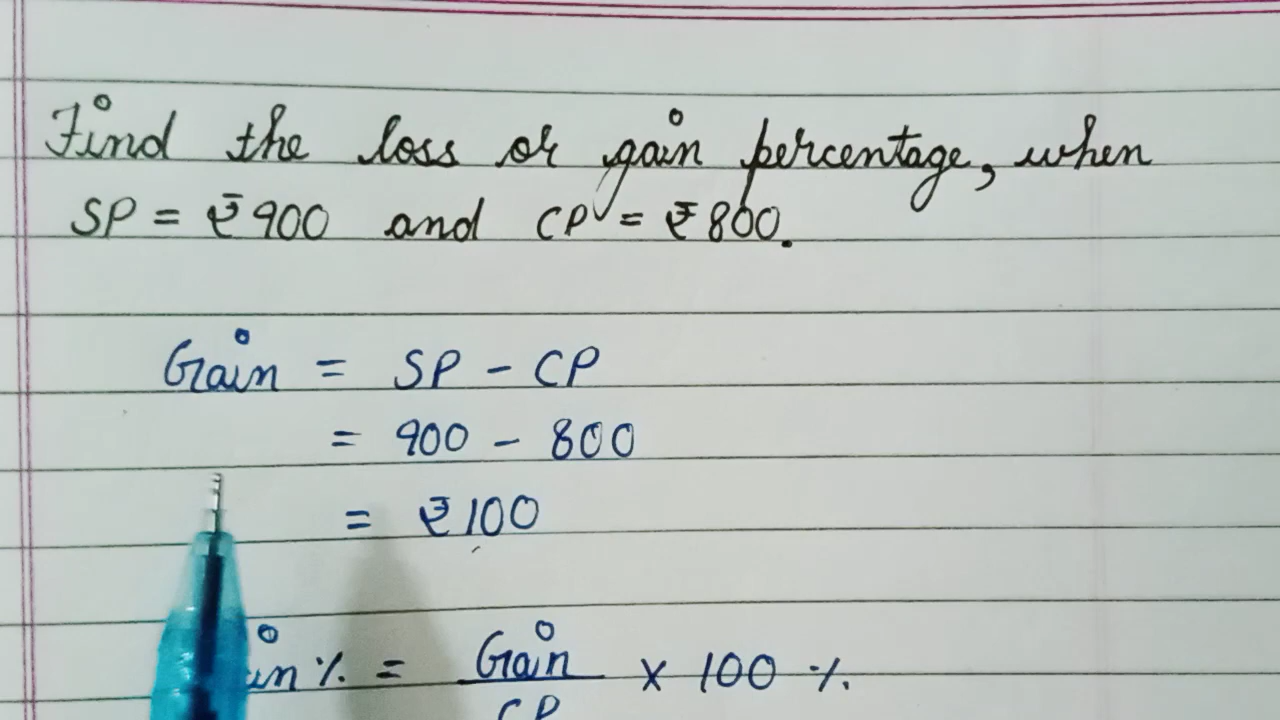 Find the loss or gain percentage, when
SP = ₹900 and CP = ₹800.
Gain = SP - CP
= 900 - 800
= ₹100
% = Gain × 100 %.
CP